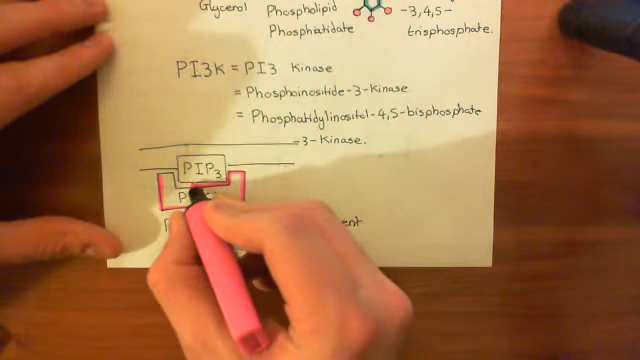 Glycerol Phospholipid -3,4,5-
Phosphatidate trisphosphate.
PI3K = PI3 Kinase
= Phosphoinositide-3-Kinase
= Phosphatidylinositol-4,5-bisphosphate
-3-Kinase.
PIP3